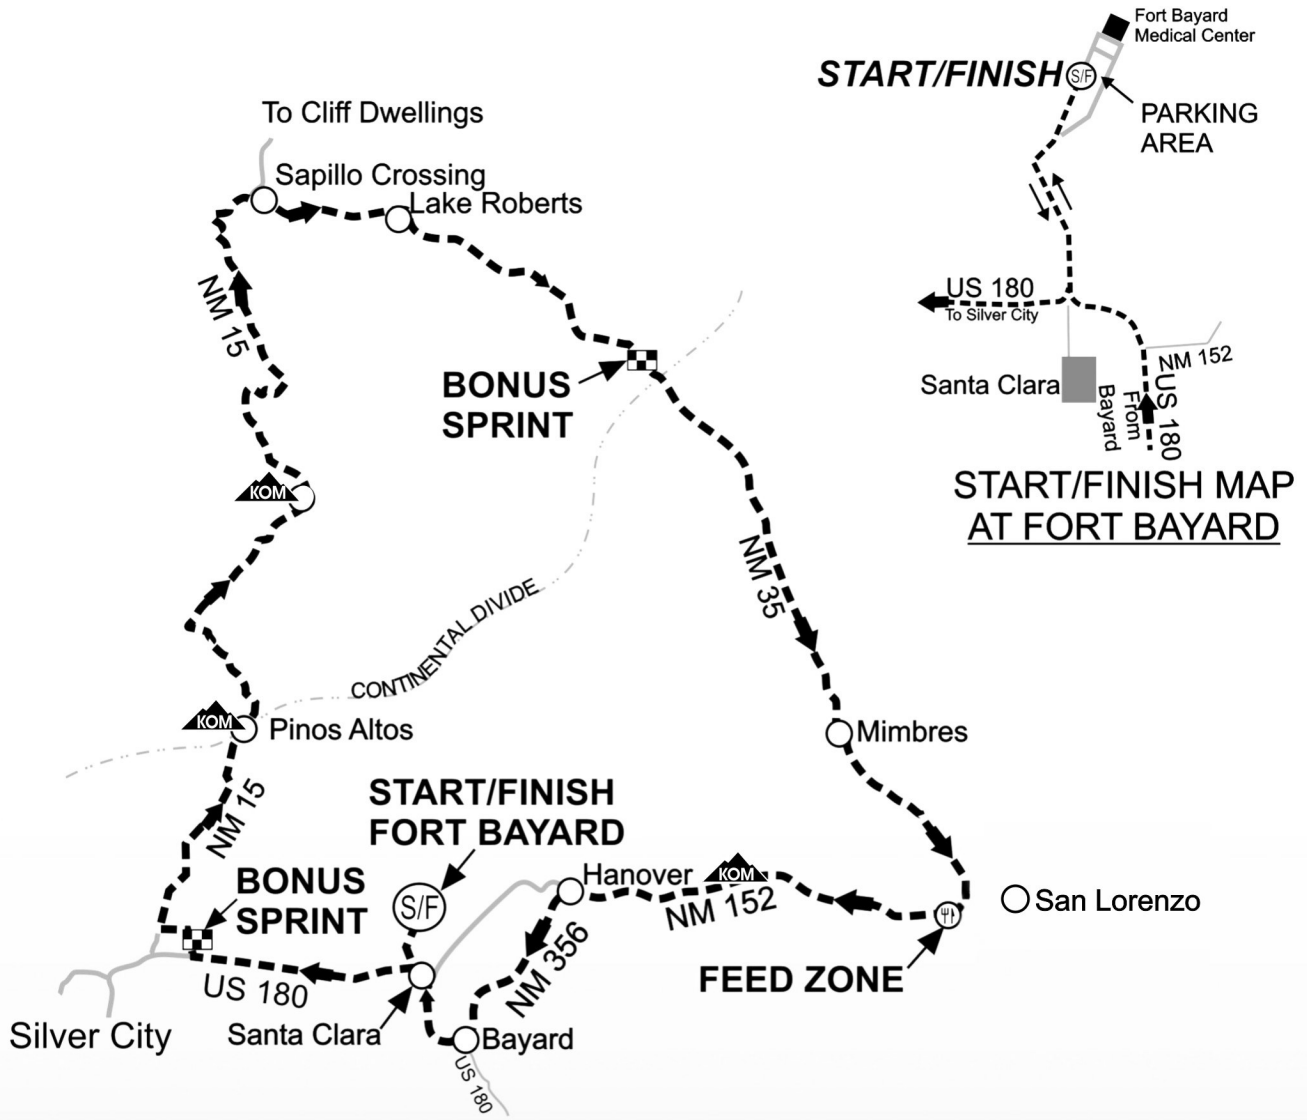 Fort Bayard
Medical Center
START/FINISH
S/F
PARKING
AREA
US 180
To Silver City
NM 152
Santa Clara
From
Bayard
US 180
START/FINISH MAP
AT FORT BAYARD
To Cliff Dwellings
Sapillo Crossing
Lake Roberts
NM 15
BONUS
SPRINT
KOM
NM 35
CONTINENTAL DIVIDE
KOM
Pinos Altos
Mimbres
NM 15
START/FINISH
FORT BAYARD
BONUS
SPRINT
S/F
Hanover
KOM
NM 152
San Lorenzo
FEED ZONE
NM 356
US 180
Silver City
Santa Clara
Bayard
US 180